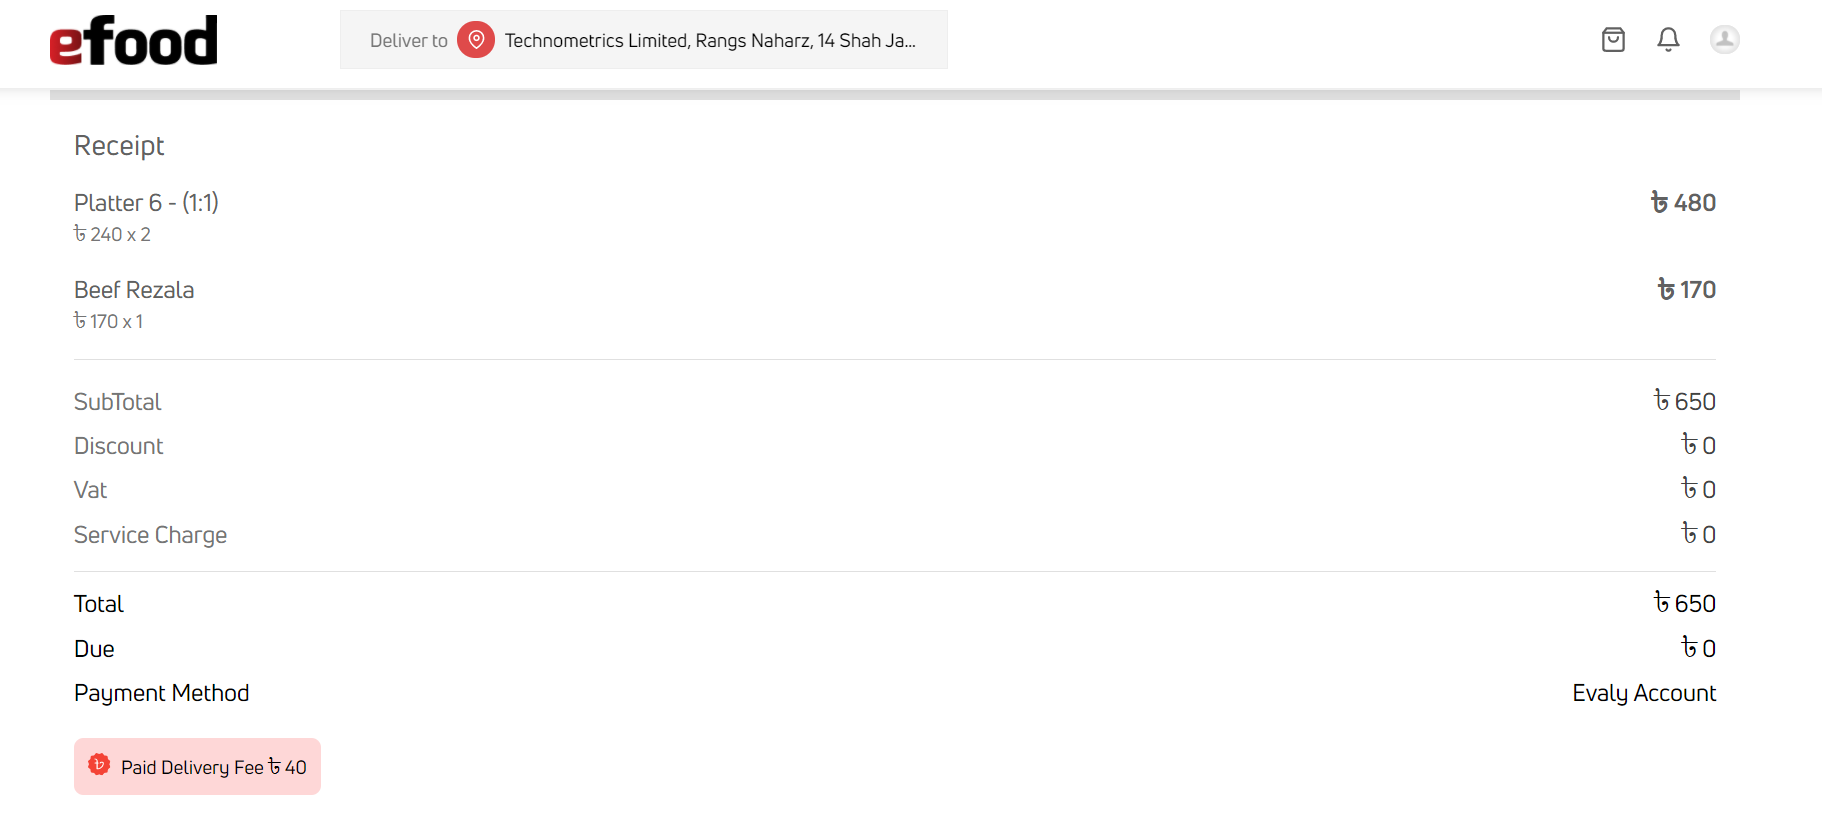 efood
Deliver to Technometrics Limited, Rangs Naharz, 14 Shah Ja...
Receipt
Platter 6 - (1:1) ৳ 480
৳ 240 x 2
Beef Rezala ৳ 170
৳ 170 x 1
SubTotal ৳ 650
Discount ৳ 0
Vat ৳ 0
Service Charge ৳ 0
Total ৳ 650
Due ৳ 0
Payment Method Evaly Account
৳ Paid Delivery Fee ৳ 40